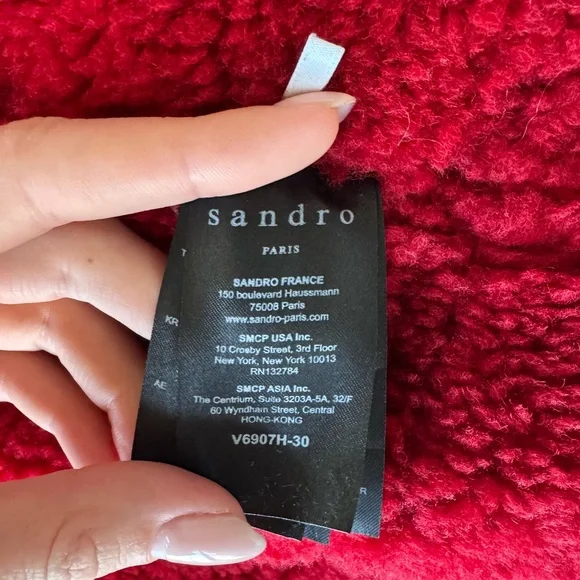 sandro
PARIS
SANDRO FRANCE
150 boulevard Haussmann
75008 Paris
www.sandro-paris.com
SMCP USA Inc.
10 Crosby Street, 3rd Floor
New York, New York 10013
RN132784
SMCP ASIA Inc.
The Centrium, Suite 3203A-5A, 32/F
60 Wyndham Street, Central
HONG-KONG
V6907H-30
T
KR
AE
R